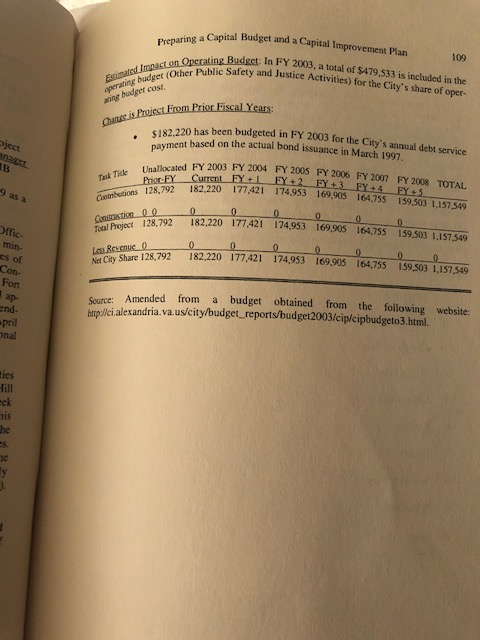 Preparing a Capital Budget and a Capital Improvement Plan 109
Estimated Impact on Operating Budget: In FY 2003, a total of $479,533 is included in the
operating budget (Other Public Safety and Justice Activities) for the City's share of oper-
ating budget cost.
Change is Project From Prior Fiscal Years:
• $182,220 has been budgeted in FY 2003 for the City's annual debt service
payment based on the actual bond issuance in March 1997.
Unallocated FY 2003 FY 2004 FY 2005 FY 2006 FY 2007 FY 2008 TOTAL
Task Title Prior-FY Current FY + 1 FY + 2 FY + 3 FY + 4 FY + 5
Contributions 128,792 182,220 177,421 174,953 169,905 164,755 159,503 1,157,549
Construction 0 0 0 0 0 0 0 0
Total Project 128,792 182,220 177,421 174,953 169,905 164,755 159,503 1,157,549
Less Revenue 0 0 0 0 0 0 0 0
Net City Share 128,792 182,220 177,421 174,953 169,905 164,755 159,503 1,157,549
Source: Amended from a budget obtained from the following website:
http://ci.alexandria.va.us/city/budget_reports/budget2003/cip/cipbudgeto3.html.